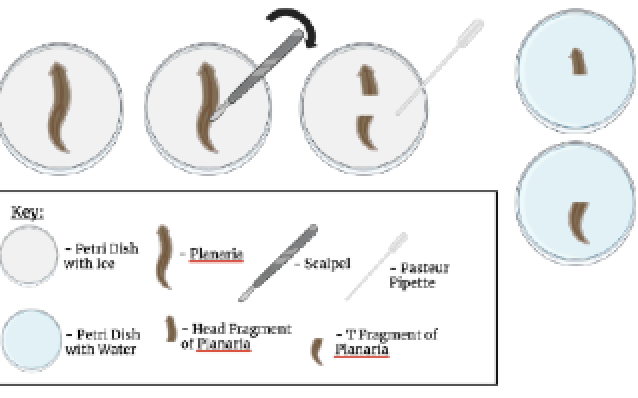 Key:
- Petri Dish
with Ice
- Planaria
- Scalpel
- Pasteur
Pipette
- Petri Dish
with Water
- Head Fragment
of Planaria
- T Fragment of
Planaria